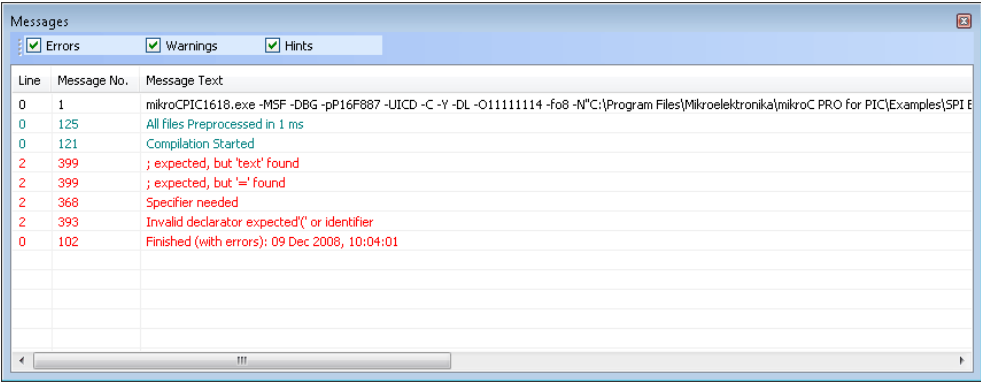 Messages
Errors Warnings Hints
Line Message No. Message Text
0 1 mikroCPIC1618.exe -MSF -DBG -pP16F887 -UICD -C -Y -DL -O11111114 -fo8 -N"C:\Program Files\Mikroelektronika\mikroC PRO for PIC\Examples\SPI E
0 125 All files Preprocessed in 1 ms
0 121 Compilation Started
2 399 ; expected, but 'text' found
2 399 ; expected, but '=' found
2 368 Specifier needed
2 393 Invalid declarator expected'(' or identifier
0 102 Finished (with errors): 09 Dec 2008, 10:04:01